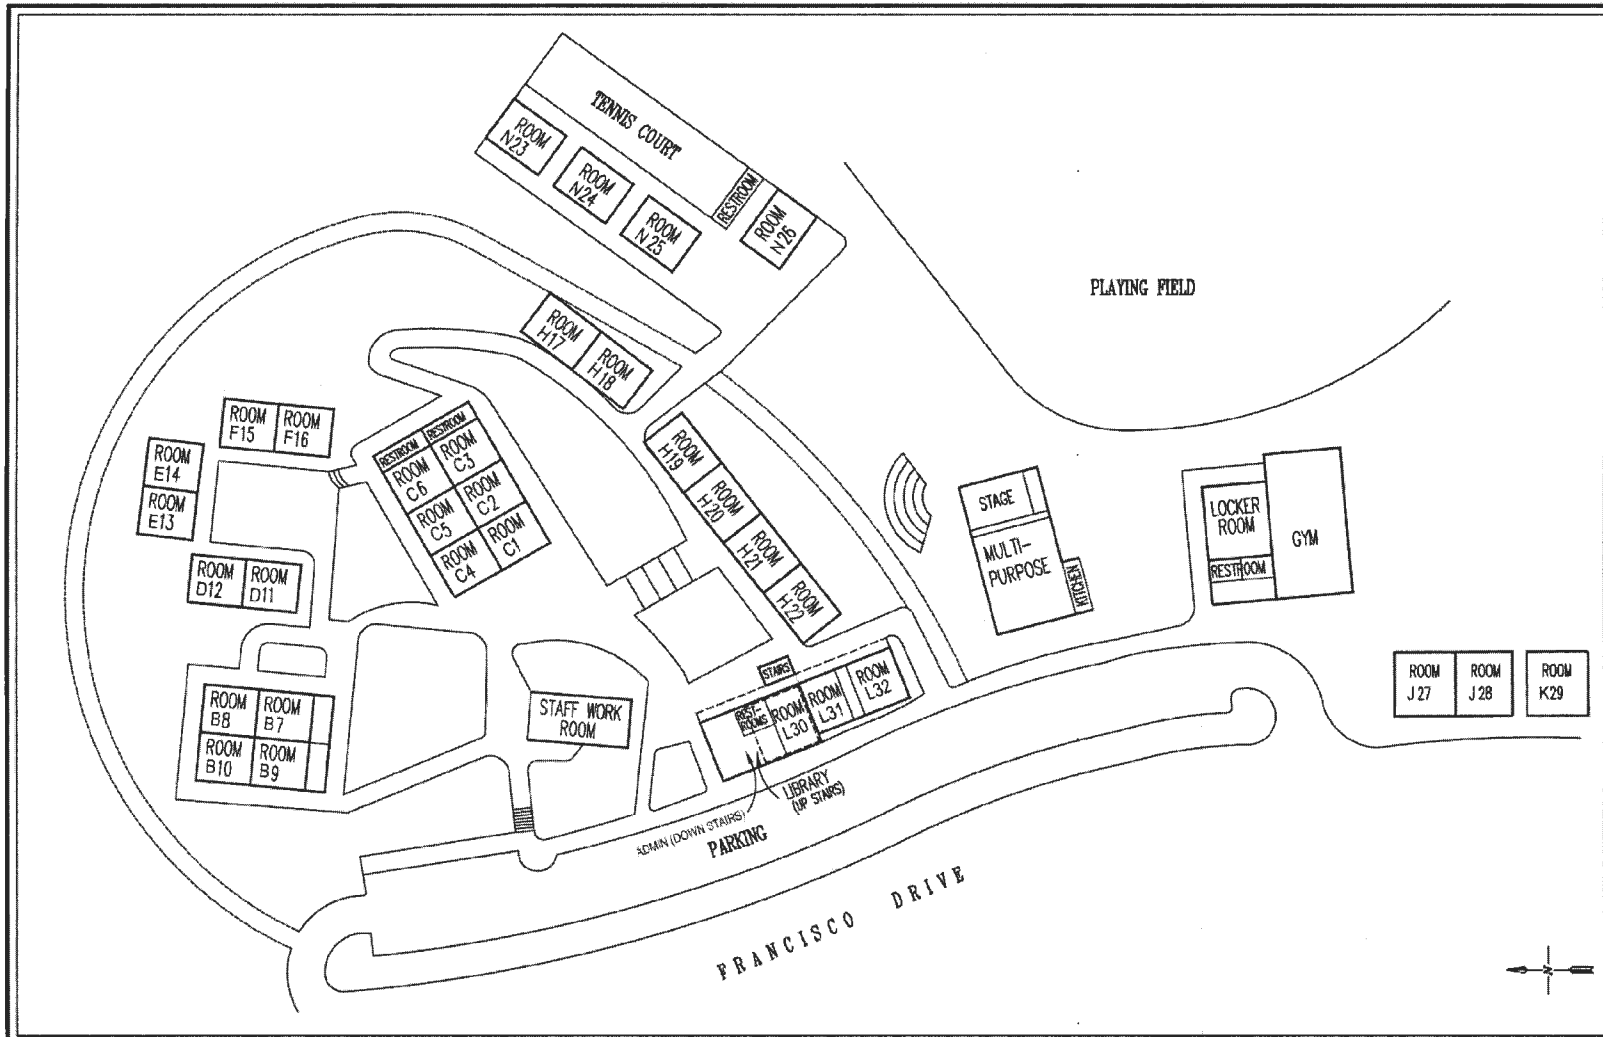 TENNIS COURT
ROOM
N23
ROOM
N24
ROOM
N25
RESTROOM
ROOM
N26
PLAYING FIELD
ROOM
H17
ROOM
H18
ROOM
F15
ROOM
F16
ROOM
E14
ROOM
E13
RESTROOM
RESTROOM
ROOM
C6
ROOM
C3
ROOM
C5
ROOM
C2
ROOM
C4
ROOM
C1
ROOM
H19
ROOM
H20
ROOM
H21
ROOM
H22
STAGE
MULTI-
PURPOSE
KITCHEN
LOCKER
ROOM
RESTROOM
GYM
ROOM
D12
ROOM
D11
ROOM
B8
ROOM
B7
ROOM
B10
ROOM
B9
STAFF WORK
ROOM
STAIRS
REST-
ROOMS
ROOM
L30
ROOM
L31
ROOM
L32
ROOM
J27
ROOM
J28
ROOM
K29
LIBRARY
(UP STAIRS)
ADMIN (DOWN STAIRS)
PARKING
FRANCISCO DRIVE
N